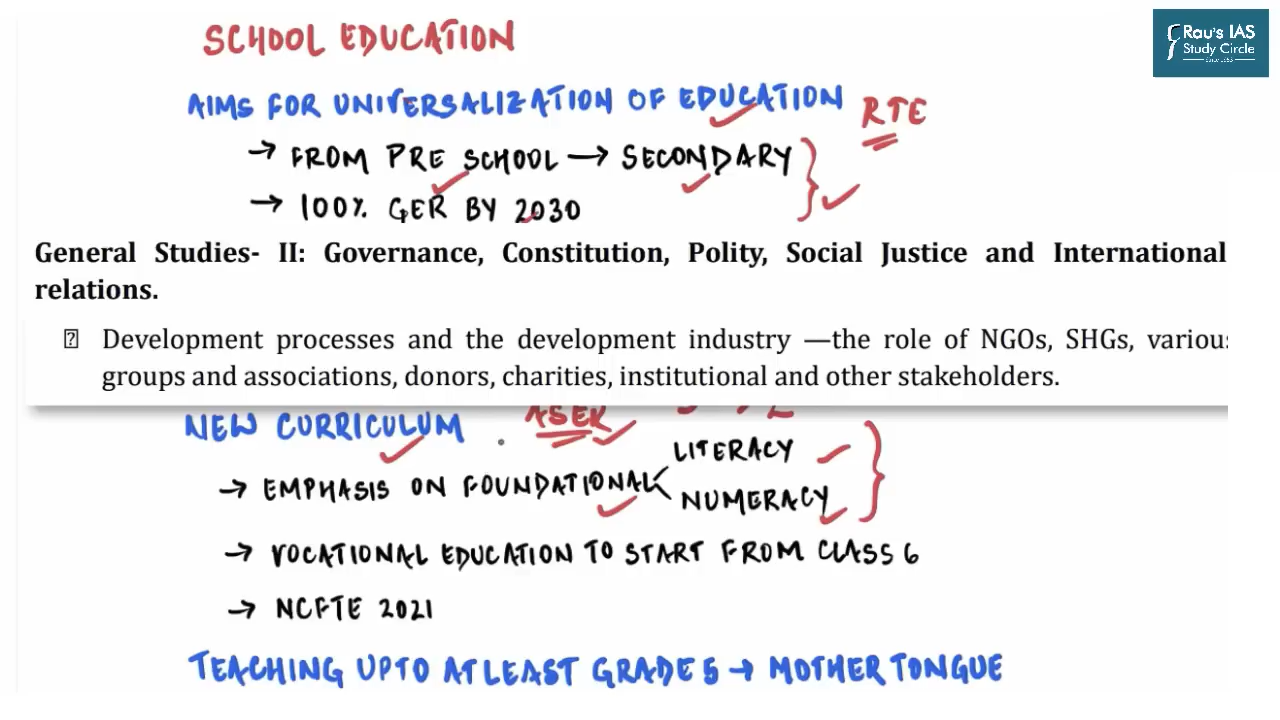 SCHOOL EDUCATION
Rau's IAS
Study Circle
AIMS FOR UNIVERSALIZATION OF EDUCATION
RTE
→ FROM PRE SCHOOL → SECONDARY
→ 100% GER BY 2030
General Studies- II: Governance, Constitution, Polity, Social Justice and International
relations.
Development processes and the development industry —the role of NGOs, SHGs, various
groups and associations, donors, charities, institutional and other stakeholders.
NEW CURRICULUM
ASER
→ EMPHASIS ON FOUNDATIONAL
LITERACY
NUMERACY
→ VOCATIONAL EDUCATION TO START FROM CLASS 6
→ NCFTE 2021
TEACHING UPTO ATLEAST GRADE 5 → MOTHER TONGUE